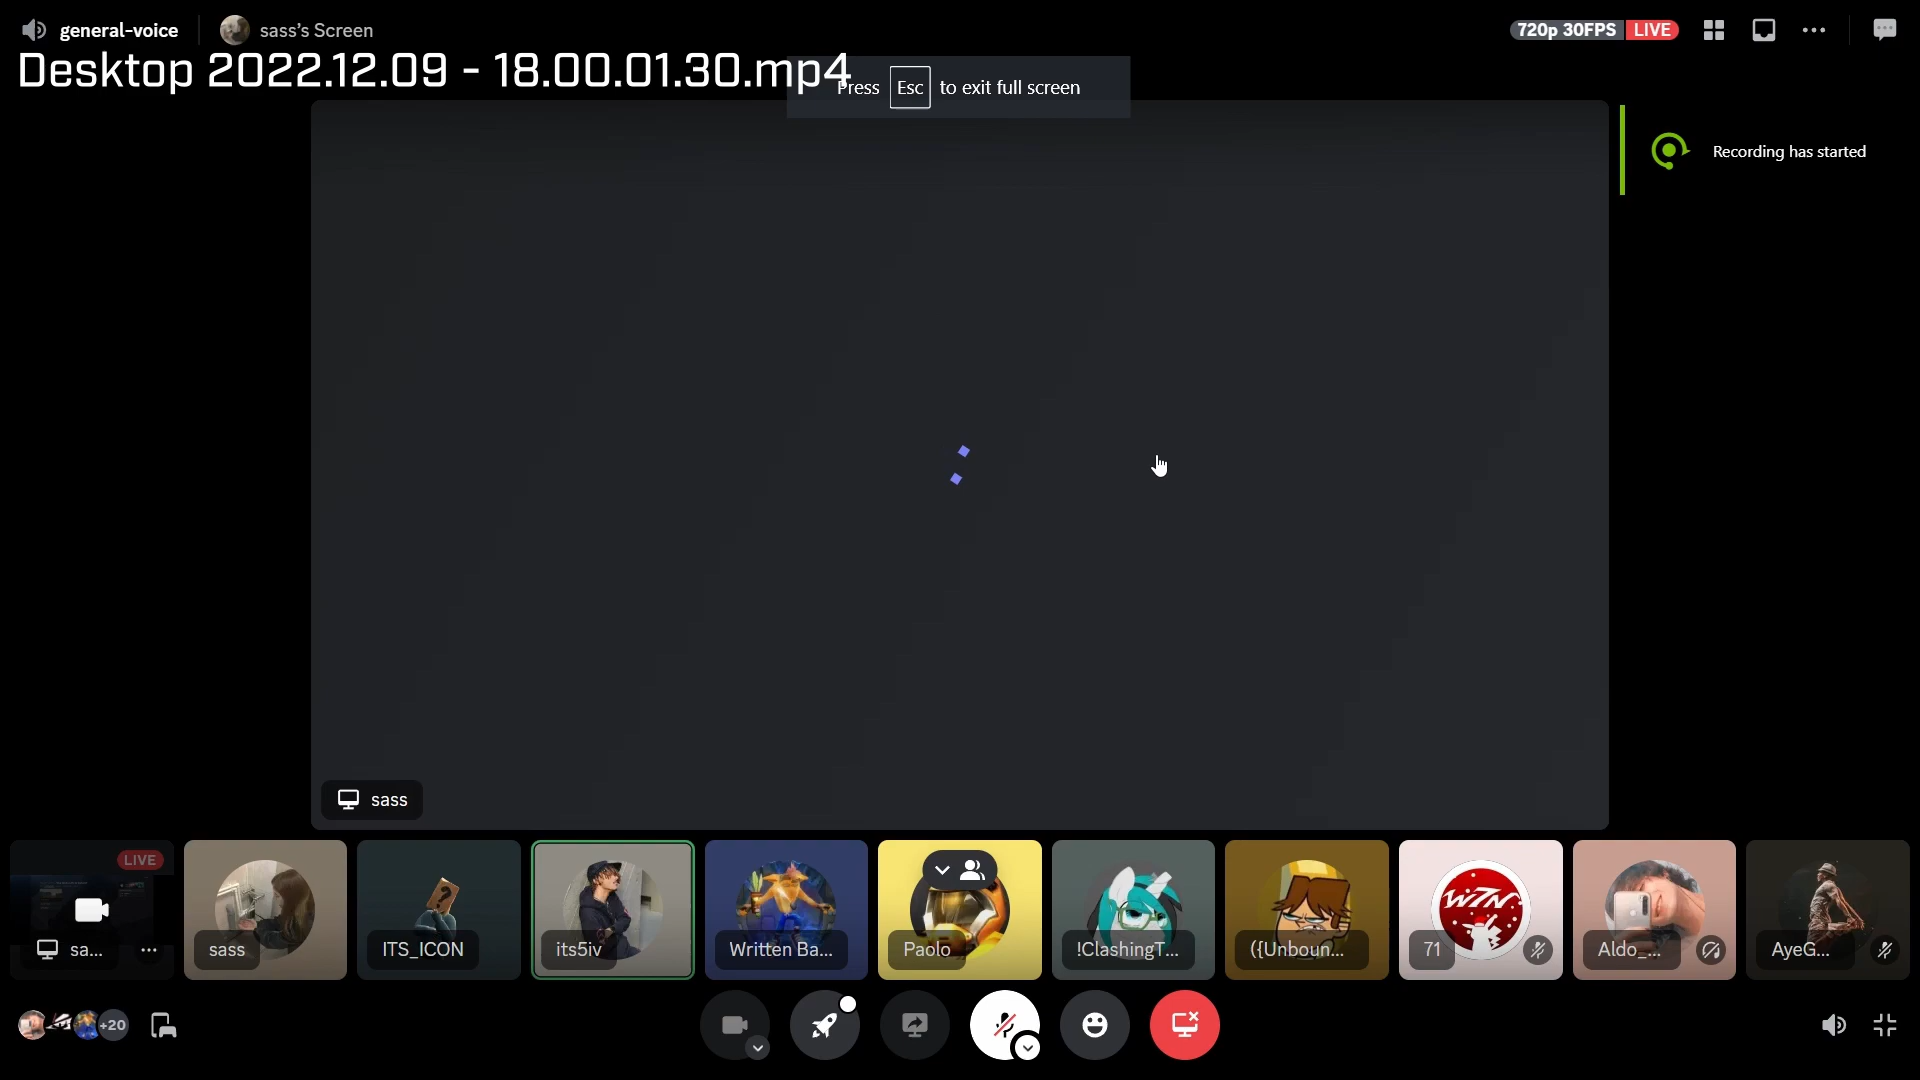 general-voice
sass's Screen
720p 30FPS LIVE
Desktop 2022.12.09 - 18.00.01.30.mp4
Press Esc to exit full screen
Recording has started
sass
LIVE
sa...
sass
ITS_ICON
its5iv
Written Ba...
Paolo
!ClashingT...
({Unboun...
W7N
71
Aldo_...
AyeG...
+20